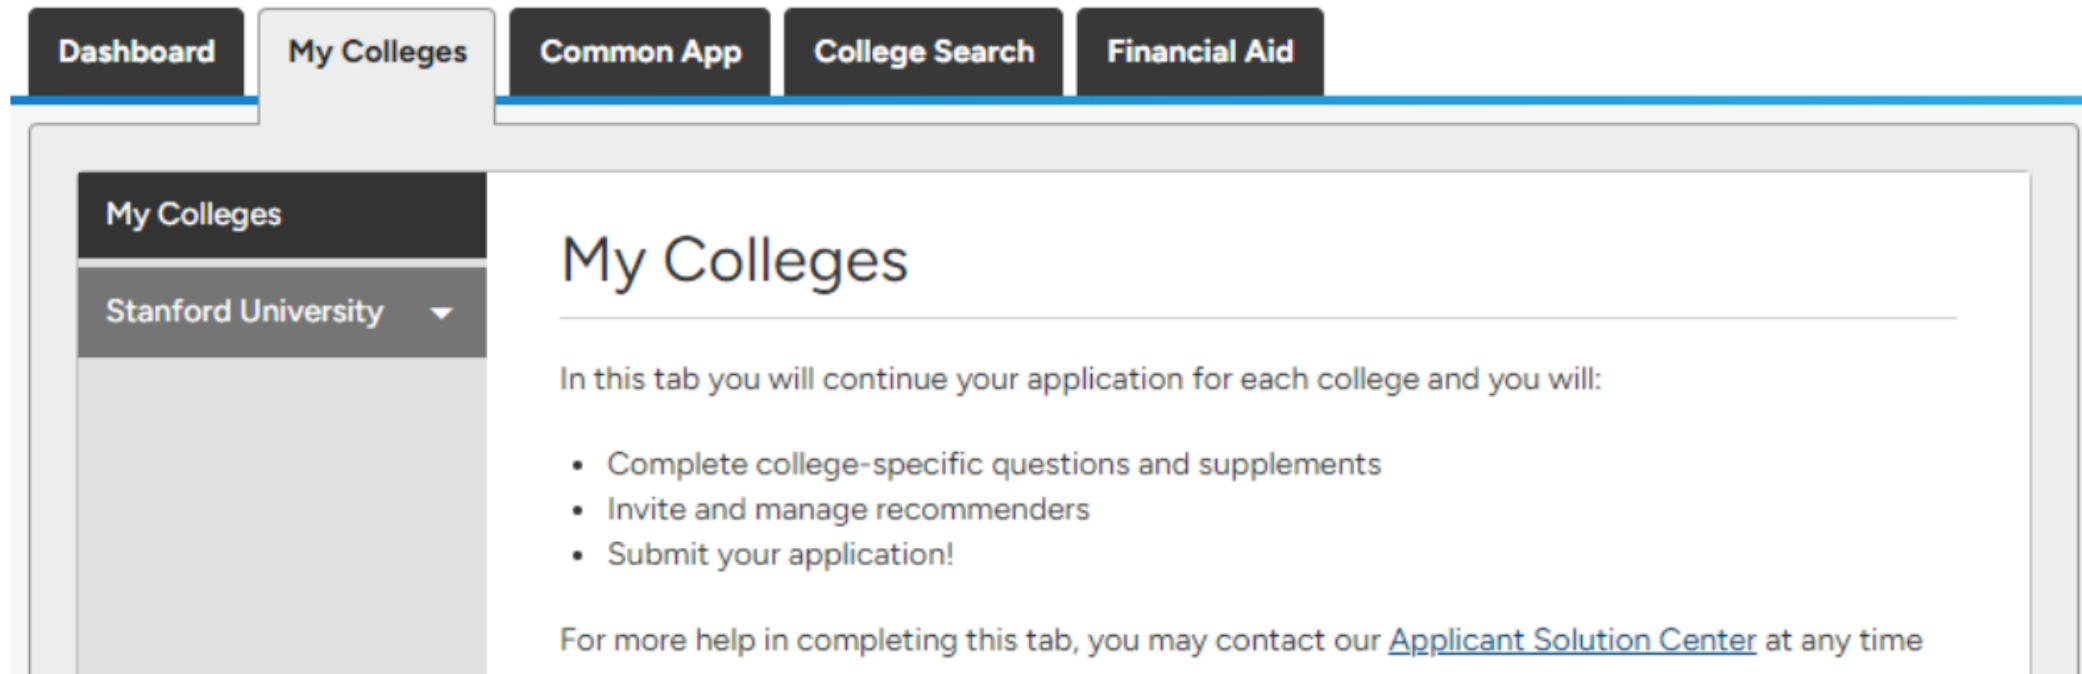 Dashboard
My Colleges
Common App
College Search
Financial Aid
My Colleges
Stanford University
My Colleges
In this tab you will continue your application for each college and you will:
• Complete college-specific questions and supplements
• Invite and manage recommenders
• Submit your application!
For more help in completing this tab, you may contact our Applicant Solution Center at any time